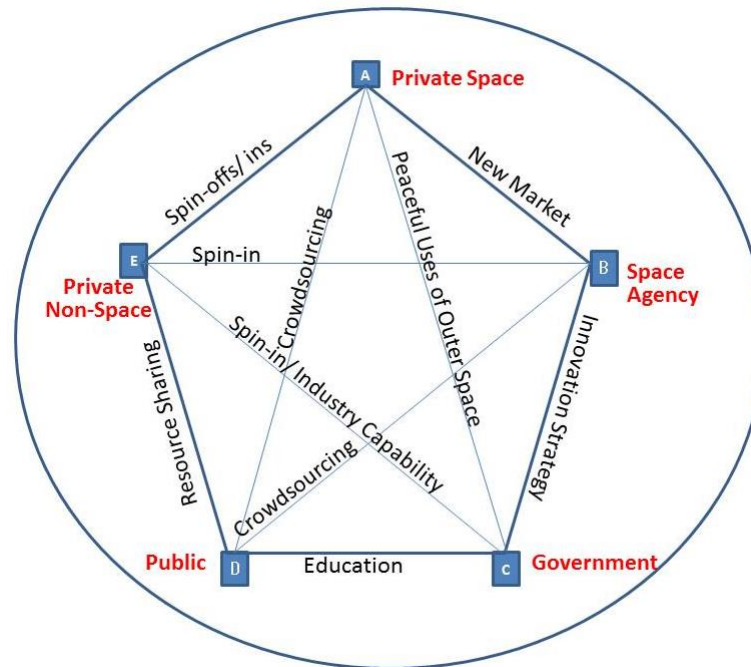 A
Private Space
Spin-offs/ ins
New Market
Crowdsourcing
Peaceful Uses of Outer Space
E
Private
Non-Space
Spin-in
B
Space
Agency
Spin-in/ Industry Capability
Resource Sharing
Innovation Strategy
Crowdsourcing
Public
D
Education
C
Government